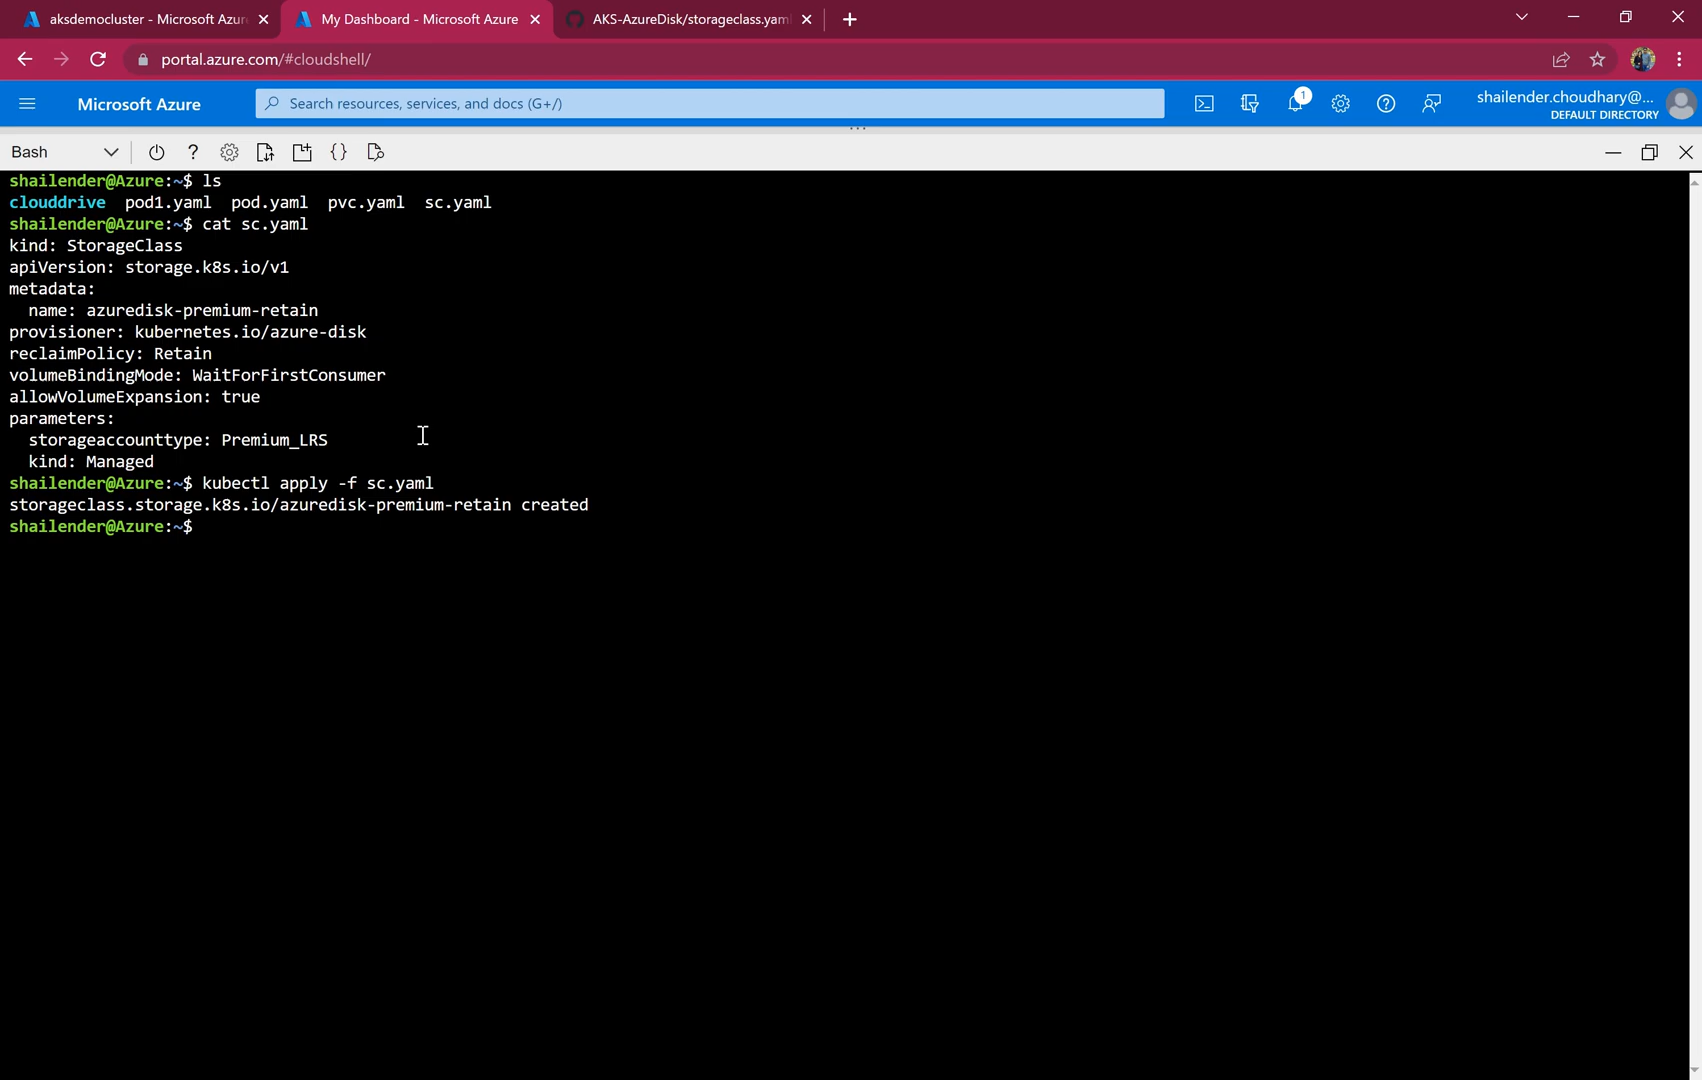 aksdemocluster - Microsoft Azu
My Dashboard - Microsoft Azure
AKS-AzureDisk/storageclass.yam
portal.azure.com/#cloudshell/
Microsoft Azure
Search resources, services, and docs (G+/)
1
shailender.choudhary@...
DEFAULT DIRECTORY
Bash
shailender@Azure:~$ ls
clouddrive pod1.yaml pod.yaml pvc.yaml sc.yaml
shailender@Azure:~$ cat sc.yaml
kind: StorageClass
apiVersion: storage.k8s.io/v1
metadata:
  name: azuredisk-premium-retain
provisioner: kubernetes.io/azure-disk
reclaimPolicy: Retain
volumeBindingMode: WaitForFirstConsumer
allowVolumeExpansion: true
parameters:
  storageaccounttype: Premium_LRS
  kind: Managed
shailender@Azure:~$ kubectl apply -f sc.yaml
storageclass.storage.k8s.io/azuredisk-premium-retain created
shailender@Azure:~$